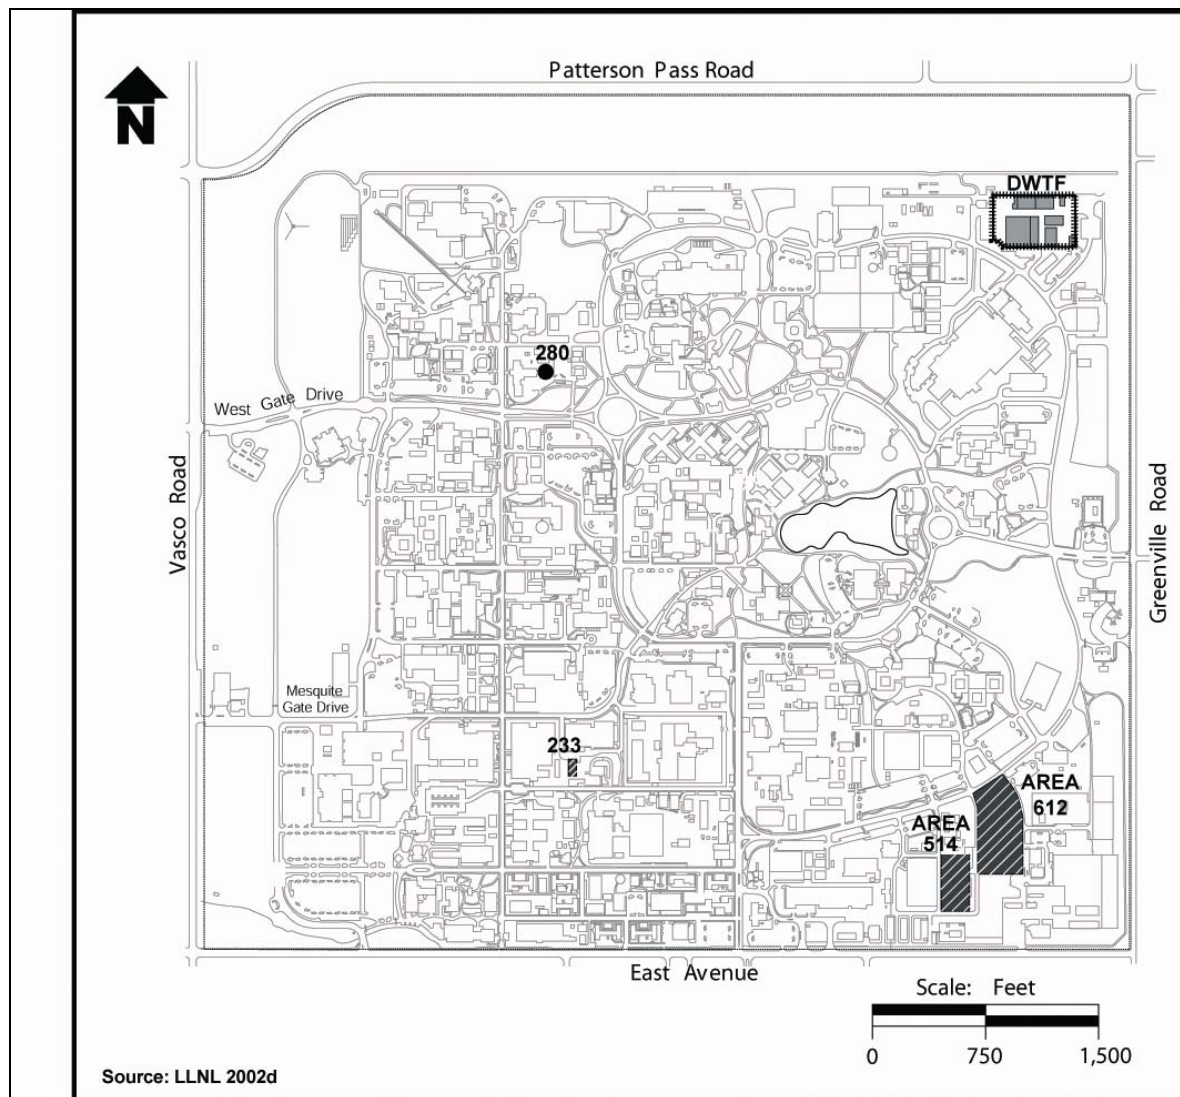 Patterson Pass Road
N
DWTF
280
West Gate Drive
Vasco Road
Greenville Road
Mesquite
Gate Drive
233
AREA
612
AREA
514
East Avenue
Scale: Feet
0 750 1,500
Source: LLNL 2002d